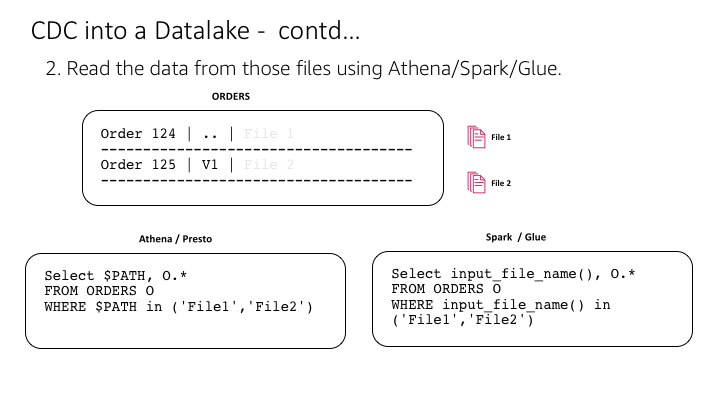 CDC into a Datalake -  contd…
2. Read the data from those files using Athena/Spark/Glue.
ORDERS
Order 124 | .. | File 1
-------------------------------------
Order 125 | V1 | File 2
-------------------------------------
File 1
File 2
Athena / Presto
Select $PATH, O.*
FROM ORDERS O
WHERE $PATH in ('File1','File2')
Spark  / Glue
Select input_file_name(), O.*
FROM ORDERS O
WHERE input_file_name() in
('File1','File2')